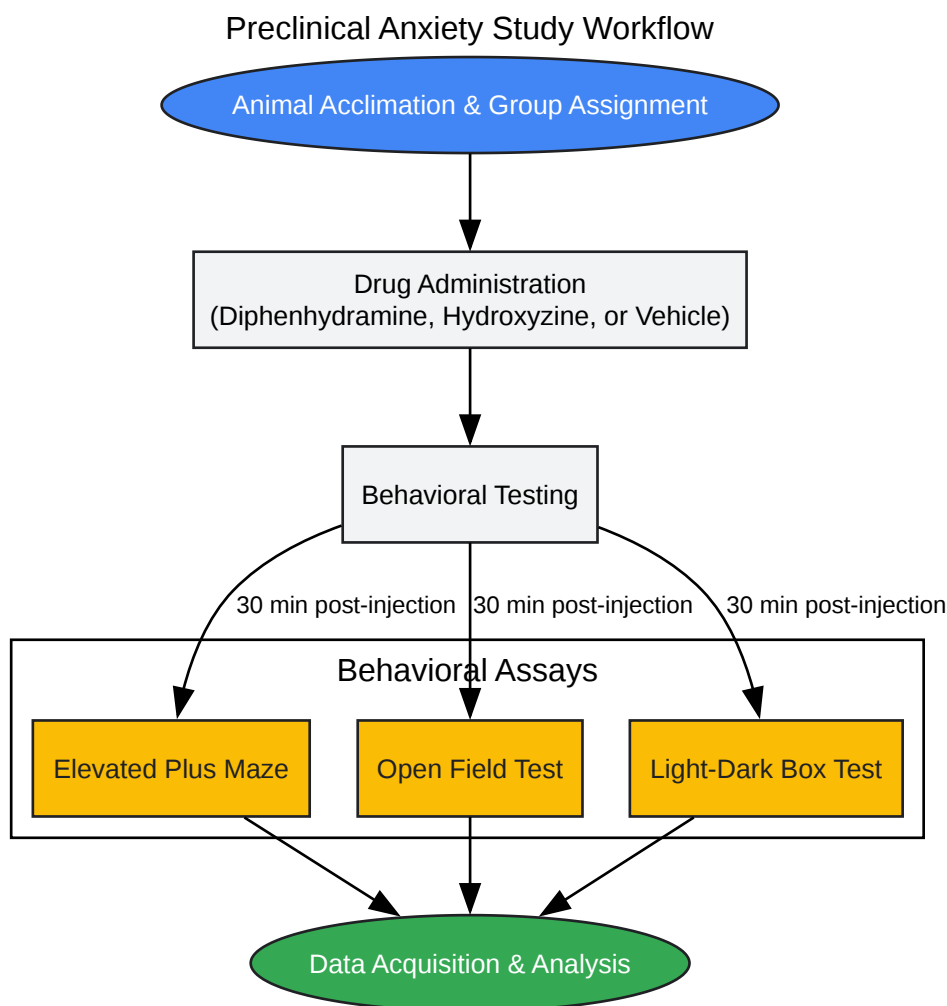 Preclinical Anxiety Study Workflow
Animal Acclimation & Group Assignment
Drug Administration
(Diphenhydramine, Hydroxyzine, or Vehicle)
Behavioral Testing
30 min post-injection
30 min post-injection
30 min post-injection
Behavioral Assays
Elevated Plus Maze
Open Field Test
Light-Dark Box Test
Data Acquisition & Analysis